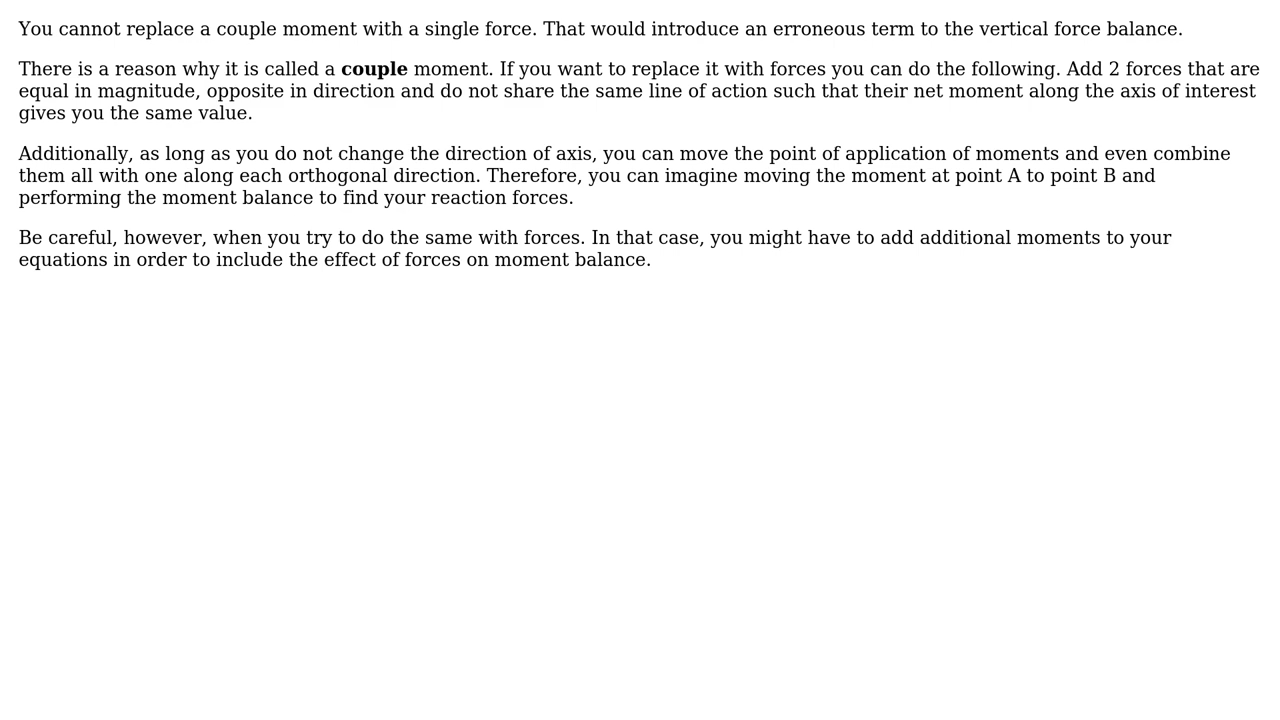 You cannot replace a couple moment with a single force. That would introduce an erroneous term to the vertical force balance.
There is a reason why it is called a couple moment. If you want to replace it with forces you can do the following. Add 2 forces that are
equal in magnitude, opposite in direction and do not share the same line of action such that their net moment along the axis of interest
gives you the same value.
Additionally, as long as you do not change the direction of axis, you can move the point of application of moments and even combine
them all with one along each orthogonal direction. Therefore, you can imagine moving the moment at point A to point B and
performing the moment balance to find your reaction forces.
Be careful, however, when you try to do the same with forces. In that case, you might have to add additional moments to your
equations in order to include the effect of forces on moment balance.